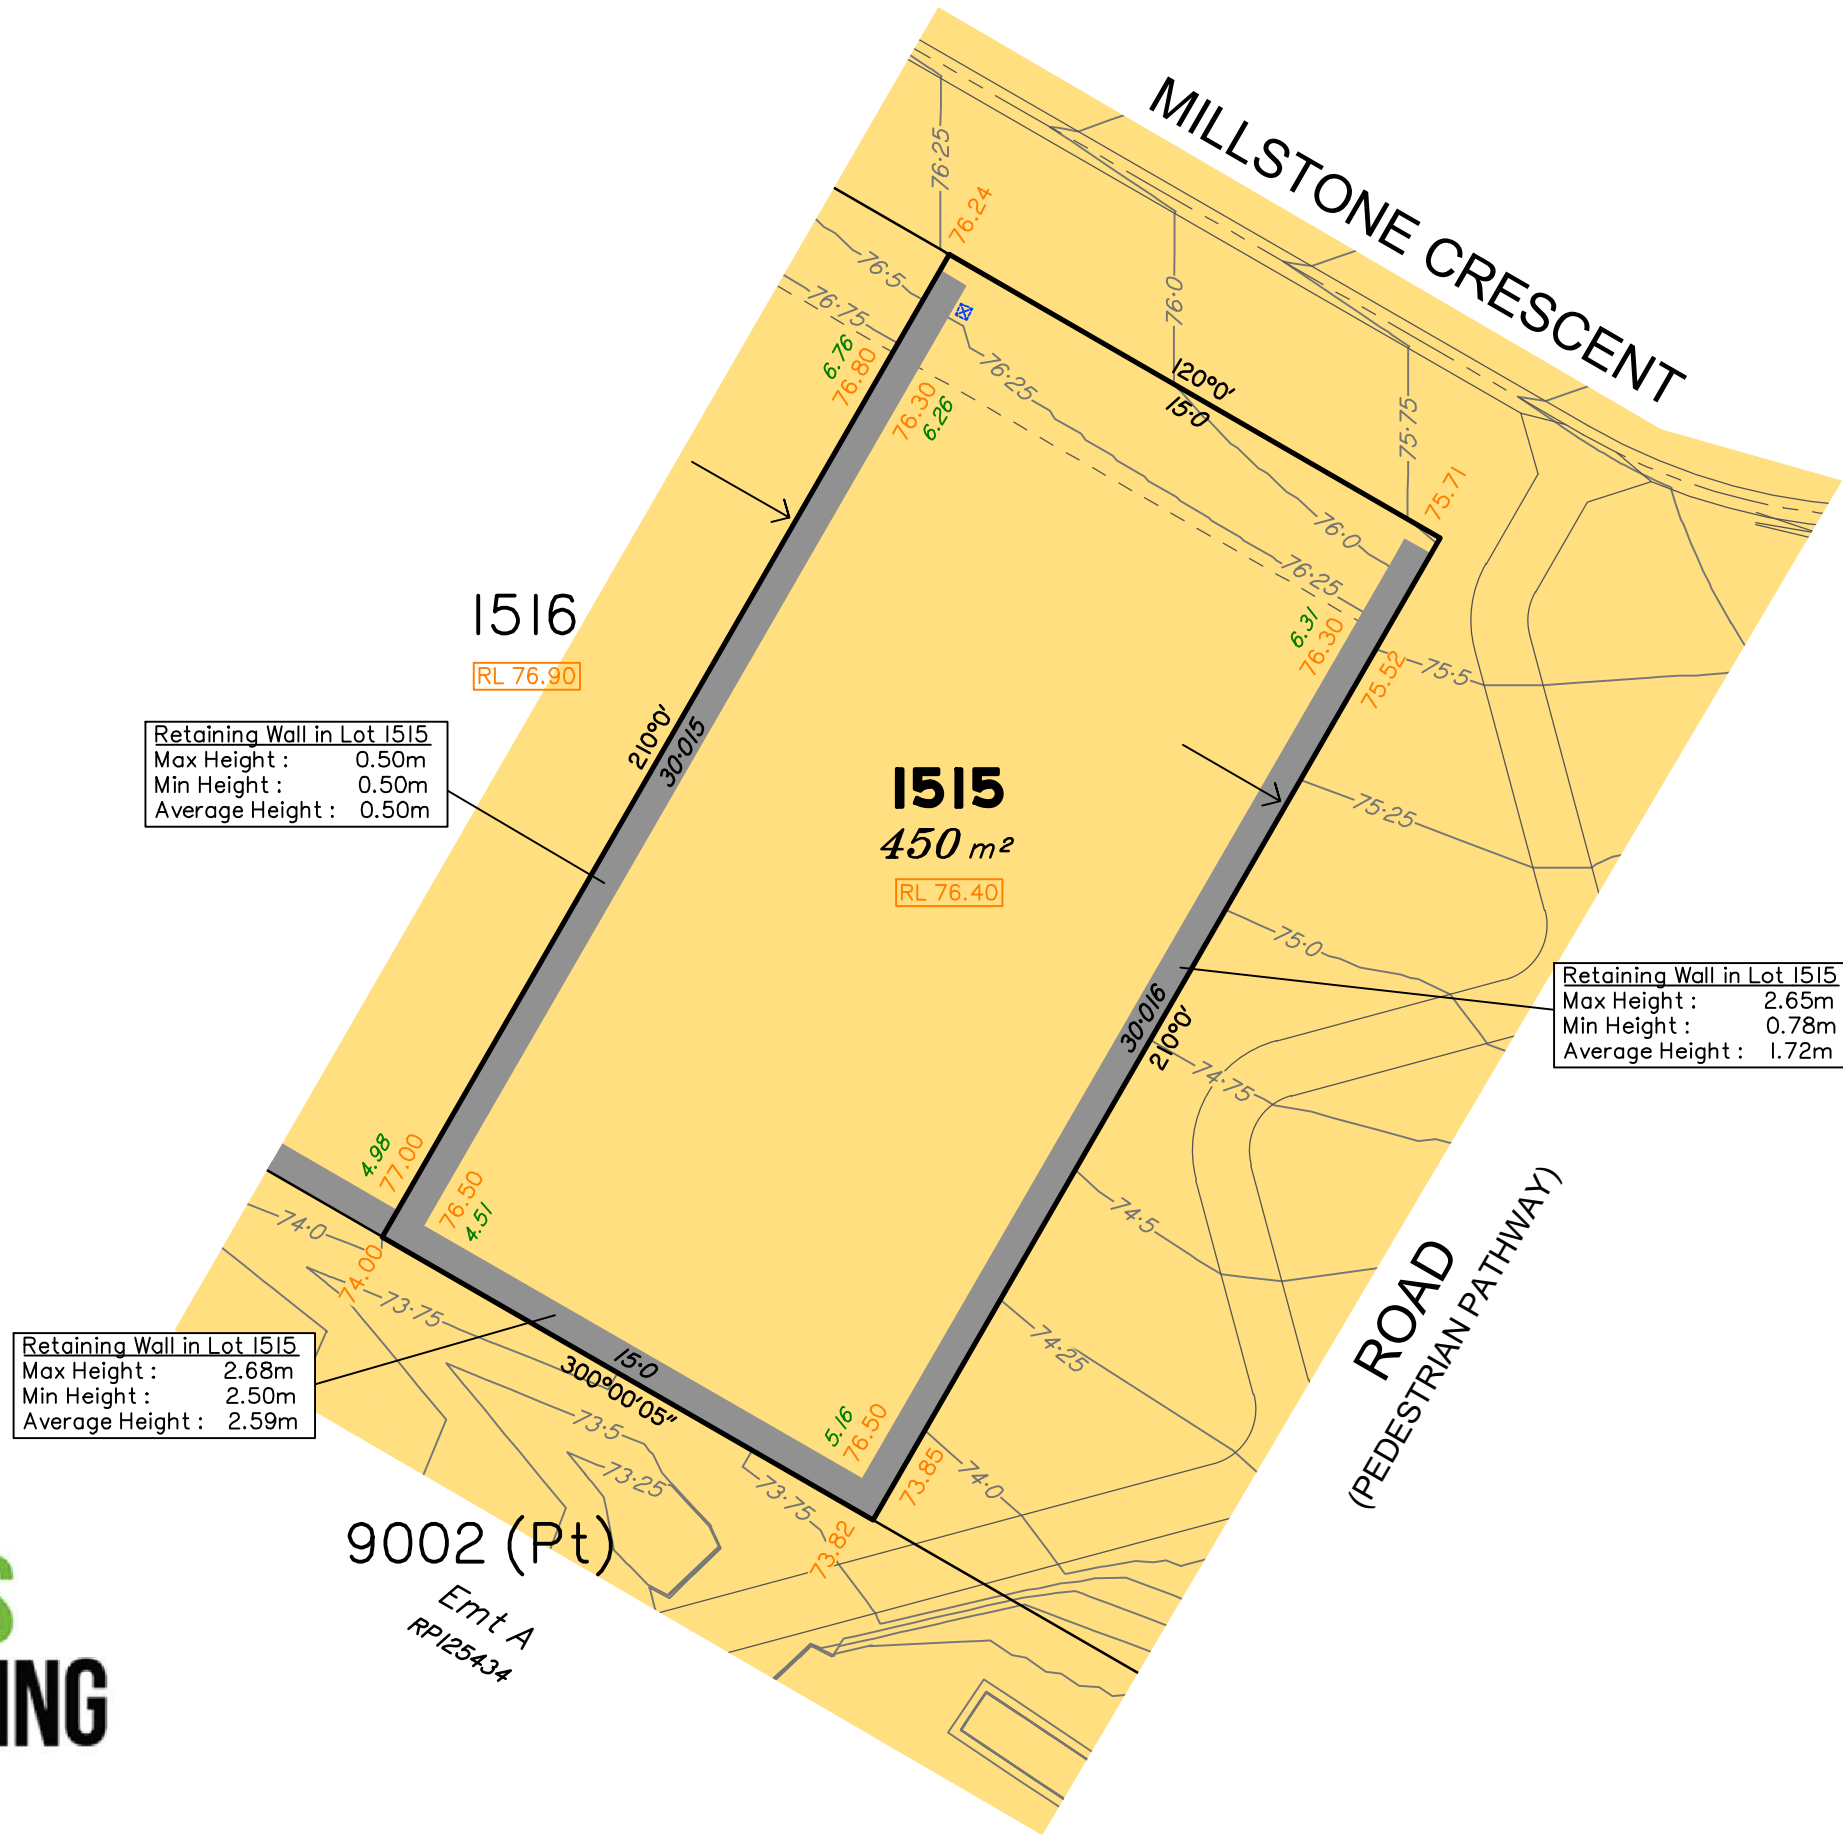 MILLSTONE CRESCENT
76·25
76.24
76·5
76·75
76·0
6.76
76.80
76.30
6.26
76·25
120°0'
15·0
75·75
75.71
76·0
76·25
6.31
76.30
75.52
75·5
1516
RL 76.90
210°0'
30·015
Retaining Wall in Lot 1515
Max Height : 0.50m
Min Height : 0.50m
Average Height : 0.50m
1515
450 m²
RL 76.40
75·25
75·0
Retaining Wall in Lot 1515
Max Height : 2.65m
Min Height : 0.78m
Average Height : 1.72m
30·016
210°0'
74·75
4.98
77.00
76.50
4.51
74·0
74.00
73·75
74·5
ROAD
(PEDESTRIAN PATHWAY)
Retaining Wall in Lot 1515
Max Height : 2.68m
Min Height : 2.50m
Average Height : 2.59m
15·0
300°00'05"
74·25
73·5
73·25
5.16
76.50
73.85
74·0
73·75
73.82
9002 (Pt)
Emt A
RP125434
S
ING